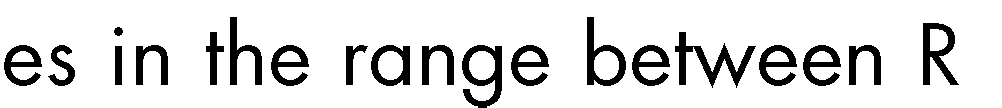 es in the range between R